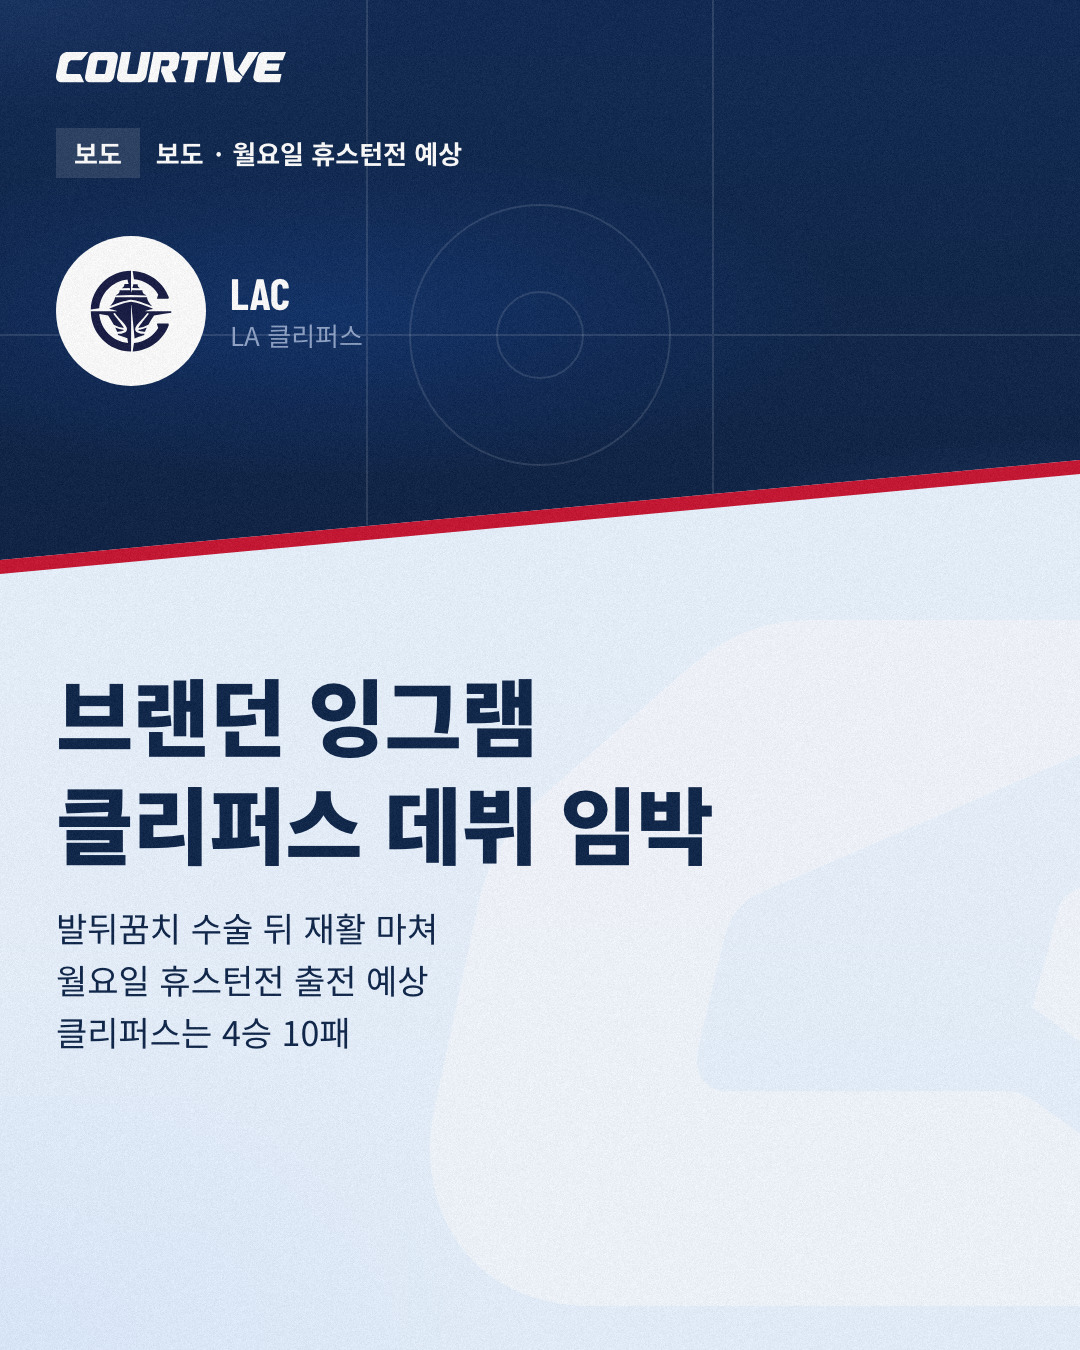 COURTIVE
보도
보도 · 월요일 휴스턴전 예상
LAC
LA 클리퍼스
브랜던 잉그램
클리퍼스 데뷔 임박
발뒤꿈치 수술 뒤 재활 마쳐
월요일 휴스턴전 출전 예상
클리퍼스는 4승 10패